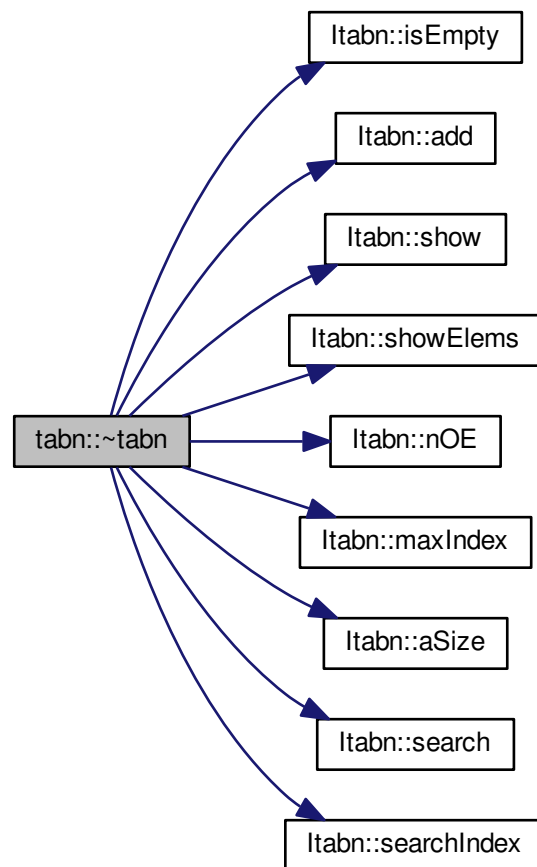 Itabn::isEmpty
Itabn::add
Itabn::show
Itabn::showElems
tabn::~tabn
Itabn::nOE
Itabn::maxIndex
Itabn::aSize
Itabn::search
Itabn::searchIndex